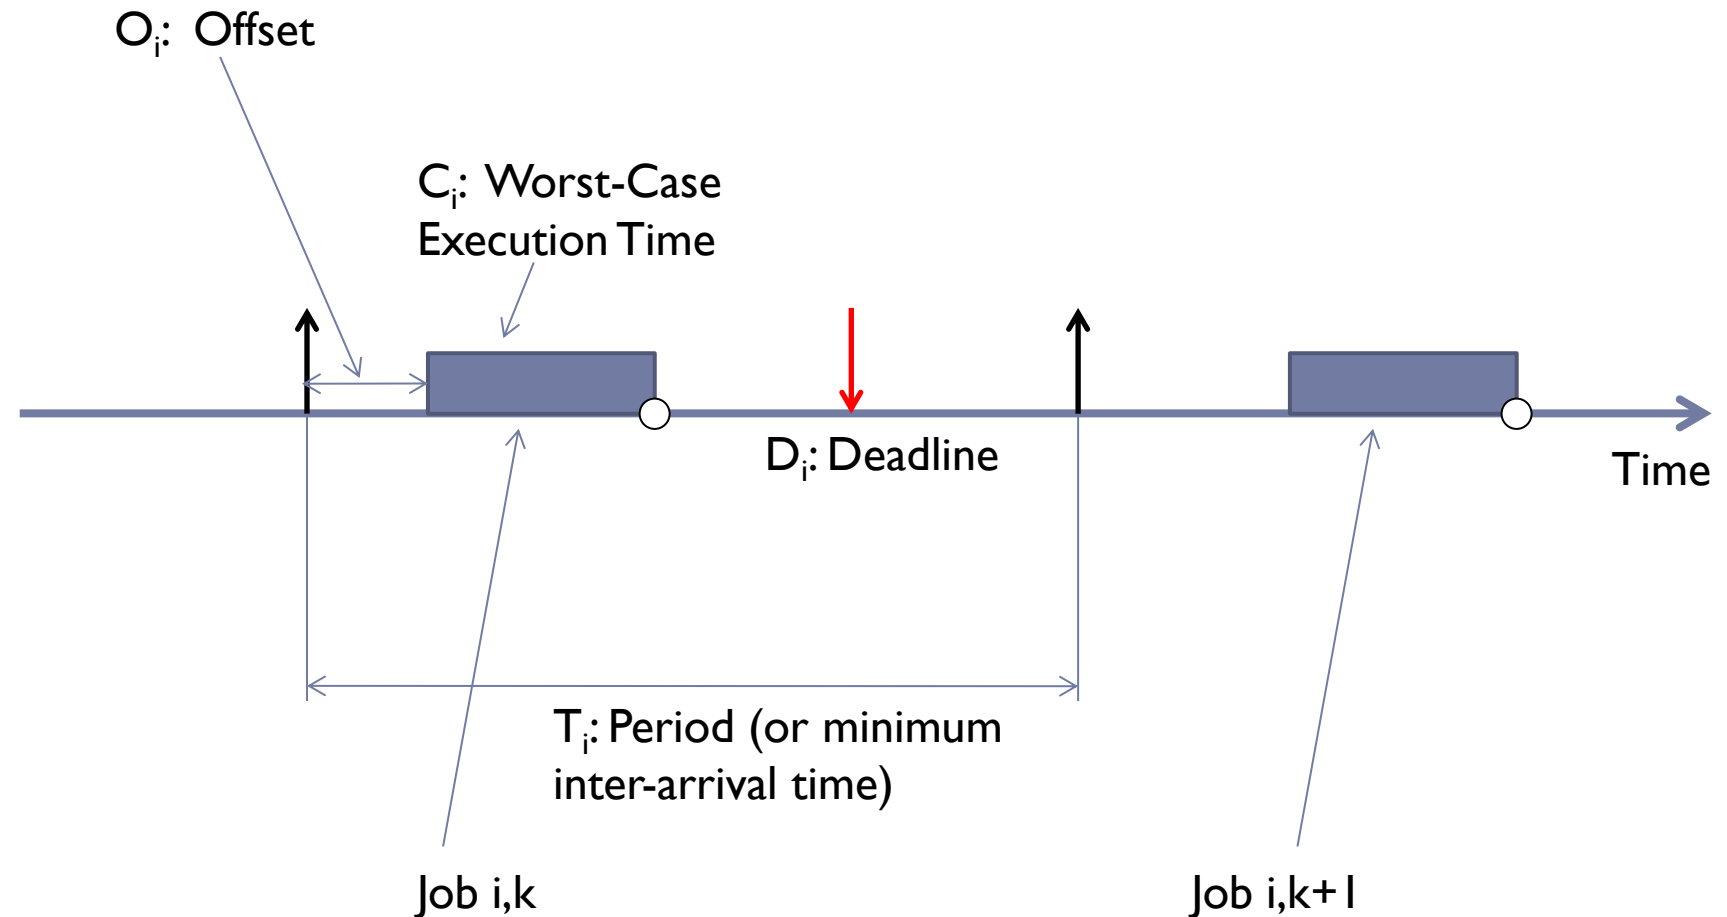 Oᵢ: Offset
Cᵢ: Worst-Case
Execution Time
Dᵢ: Deadline
Time
Tᵢ: Period (or minimum
inter-arrival time)
Job i,k
Job i,k+1